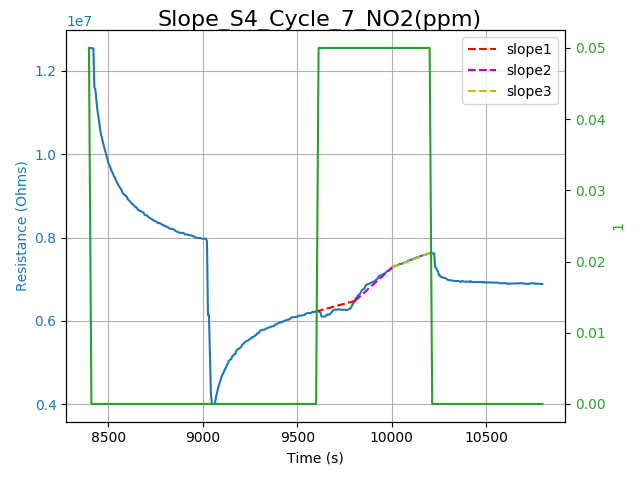 Slope_S4_Cycle_7_NO2(ppm)
1e7
slope1
slope2
slope3
1.2
1.0
0.8
0.6
0.4
Resistance (Ohms)
0.05
0.04
0.03
0.02
0.01
0.00
1
8500 9000 9500 10000 10500
Time (s)